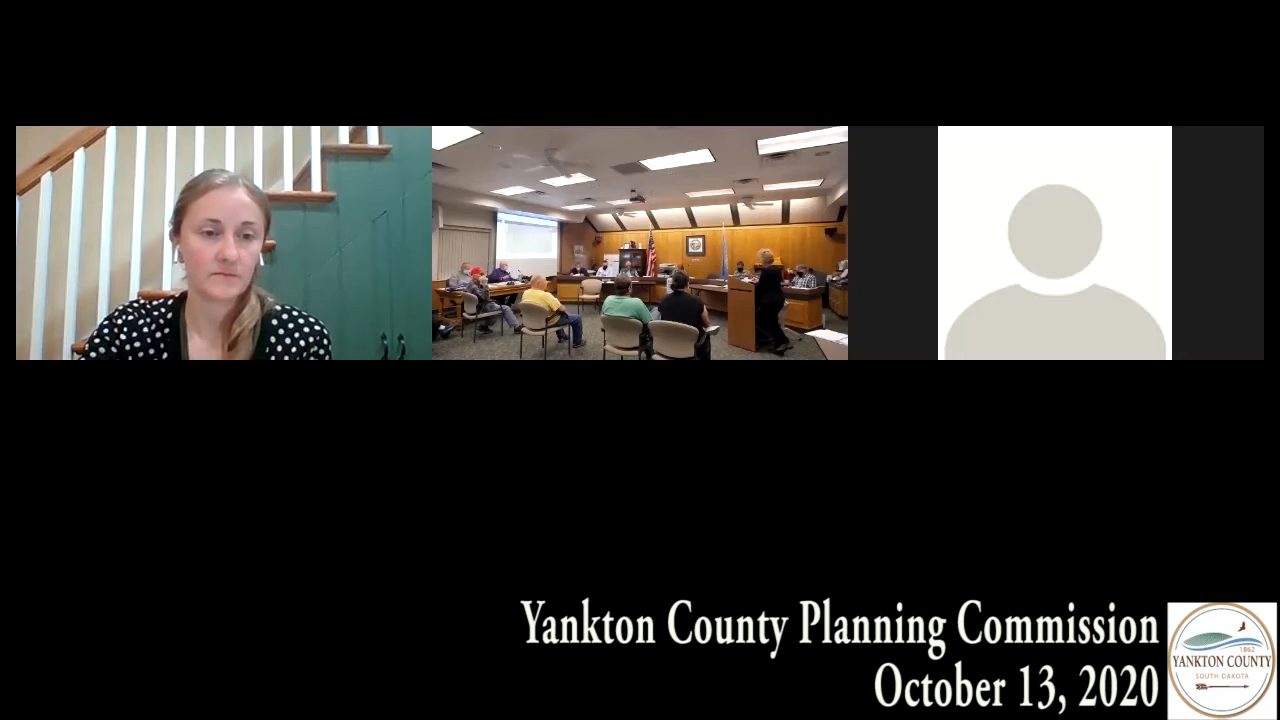 Yankton County Planning Commission
October 13, 2020
1862
YANKTON COUNTY
SOUTH DAKOTA